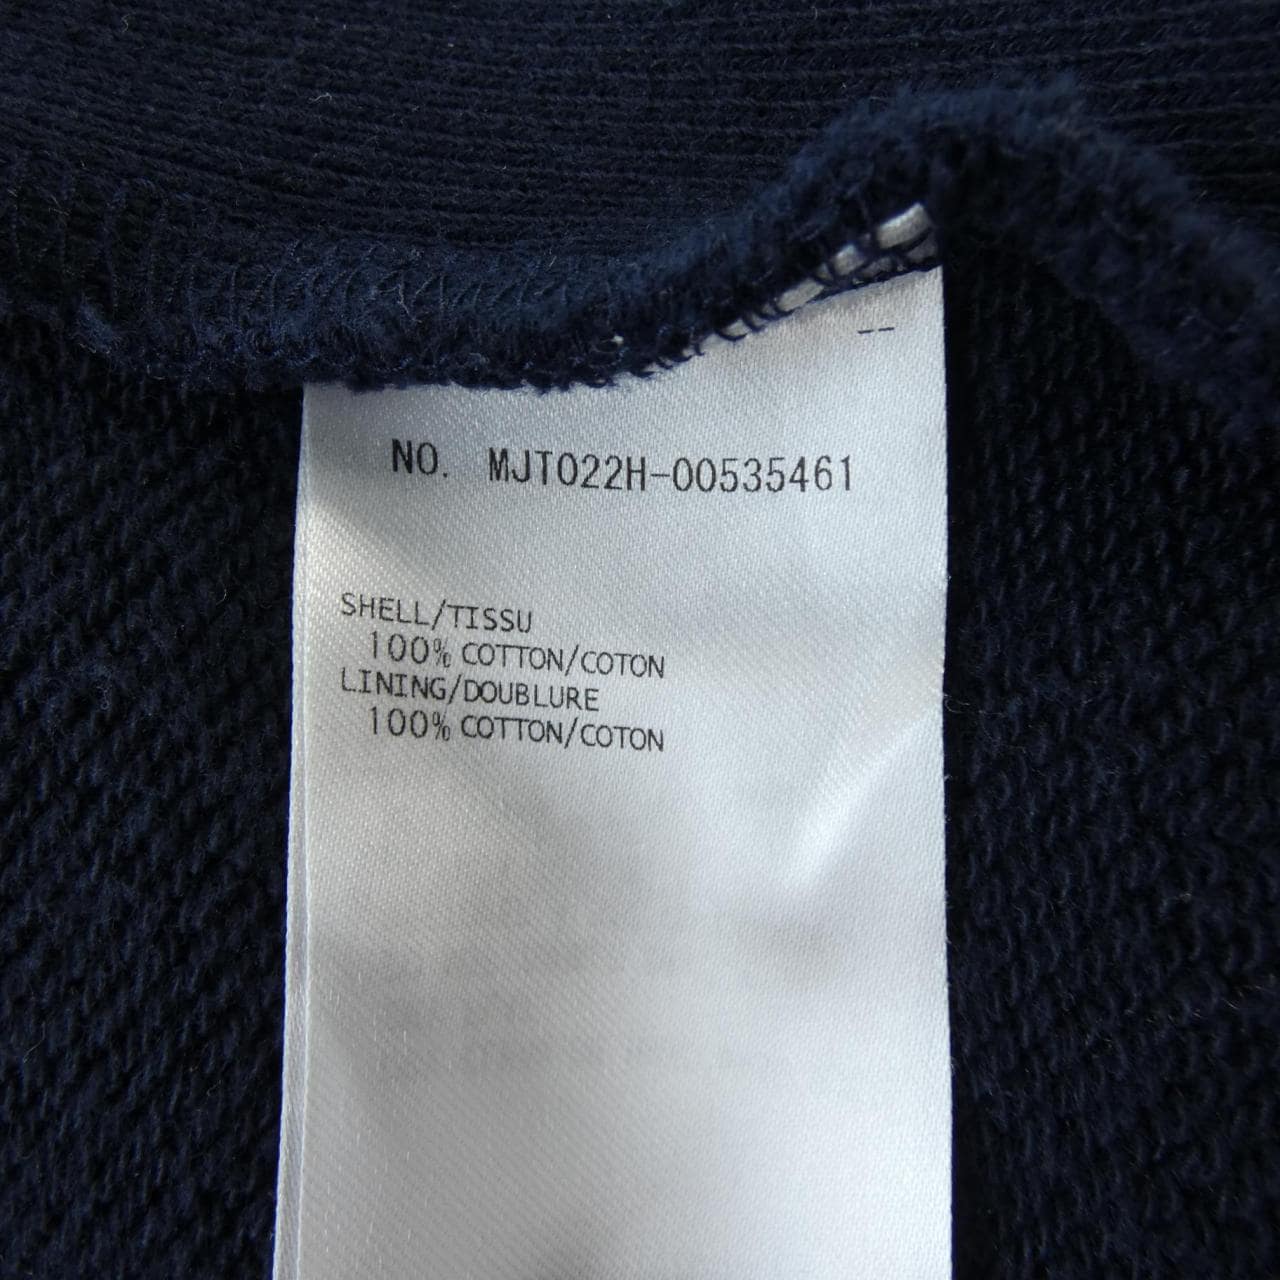 --
NO. MJT022H-00535461
SHELL/TISSU
100% COTTON/COTON
LINING/DOUBLURE
100% COTTON/COTON